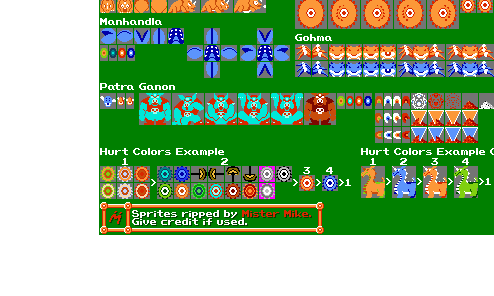 Manhandla
Gohma
Patra Ganon
Hurt Colors Example
Hurt Colors Example
1 2 3 4 1
1 2 3 4 1
Sprites ripped by Mister Mike.
Give credit if used.